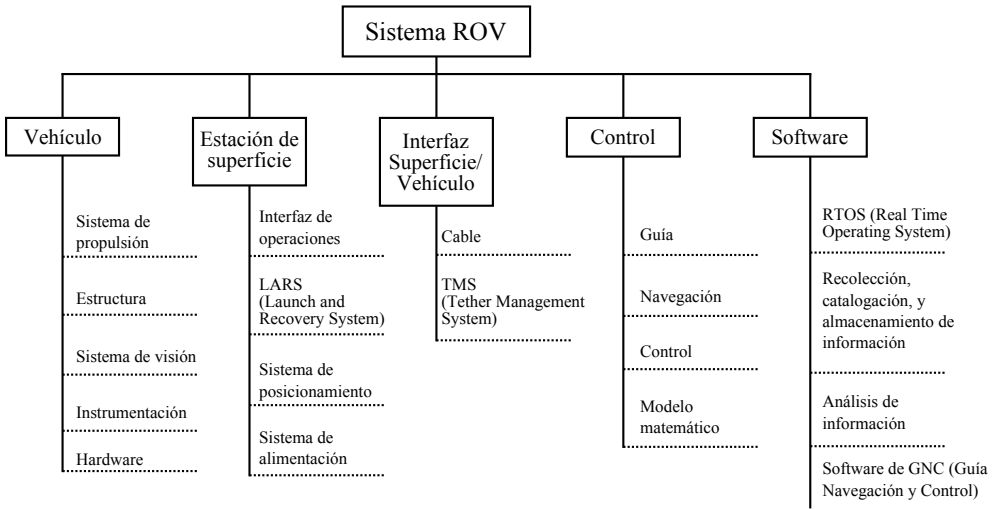 Sistema ROV
Vehículo
Sistema de
propulsión
Estructura
Sistema de visión
Instrumentación
Hardware
Estación de
superficie
Interfaz de
operaciones
LARS
(Launch and
Recovery System)
Sistema de
posicionamiento
Sistema de
alimentación
Interfaz
Superficie/
Vehículo
Cable
TMS
(Tether Management
System)
Control
Guía
Navegación
Control
Modelo
matemático
Software
RTOS (Real Time
Operating System)
Recolección,
catalogación, y
almacenamiento de
información
Análisis de
información
Software de GNC (Guía
Navegación y Control)